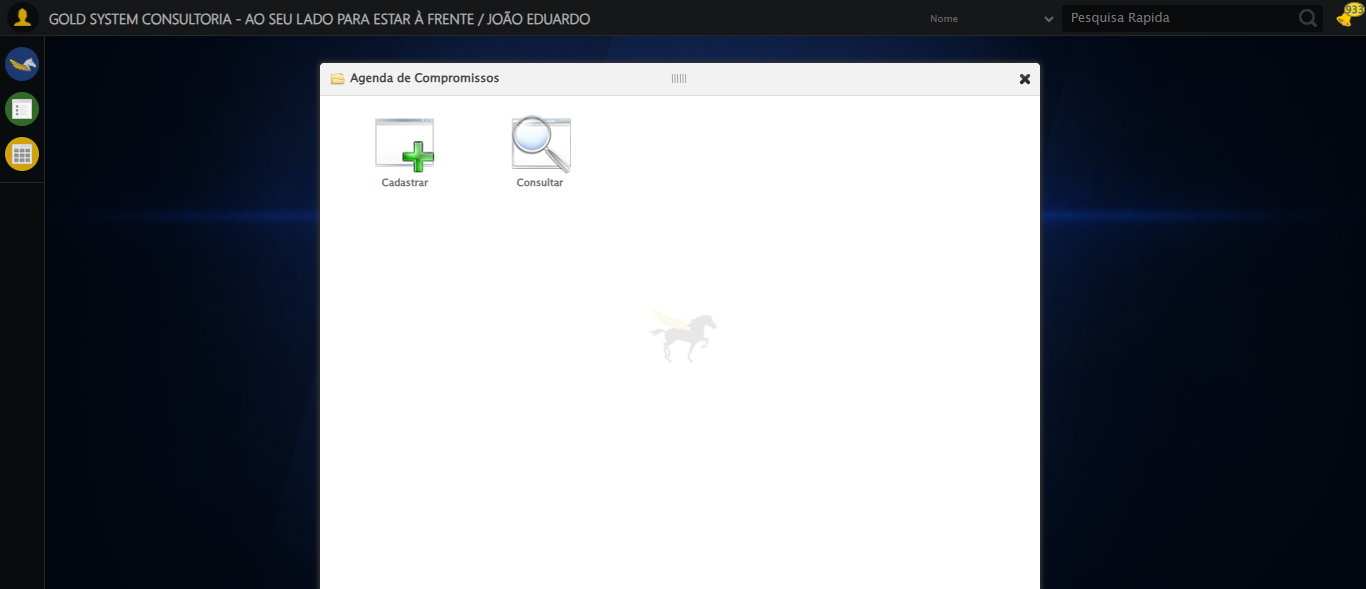 GOLD SYSTEM CONSULTORIA - AO SEU LADO PARA ESTAR À FRENTE / JOÃO EDUARDO
Nome
Pesquisa Rapida
933
Agenda de Compromissos
Cadastrar
Consultar